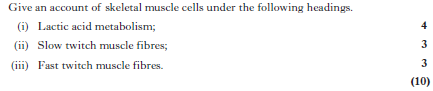 Give an account of skeletal muscle cells under the following headings.
(i) Lactic acid metabolism; 4
(ii) Slow twitch muscle fibres; 3
(iii) Fast twitch muscle fibres. 3
(10)